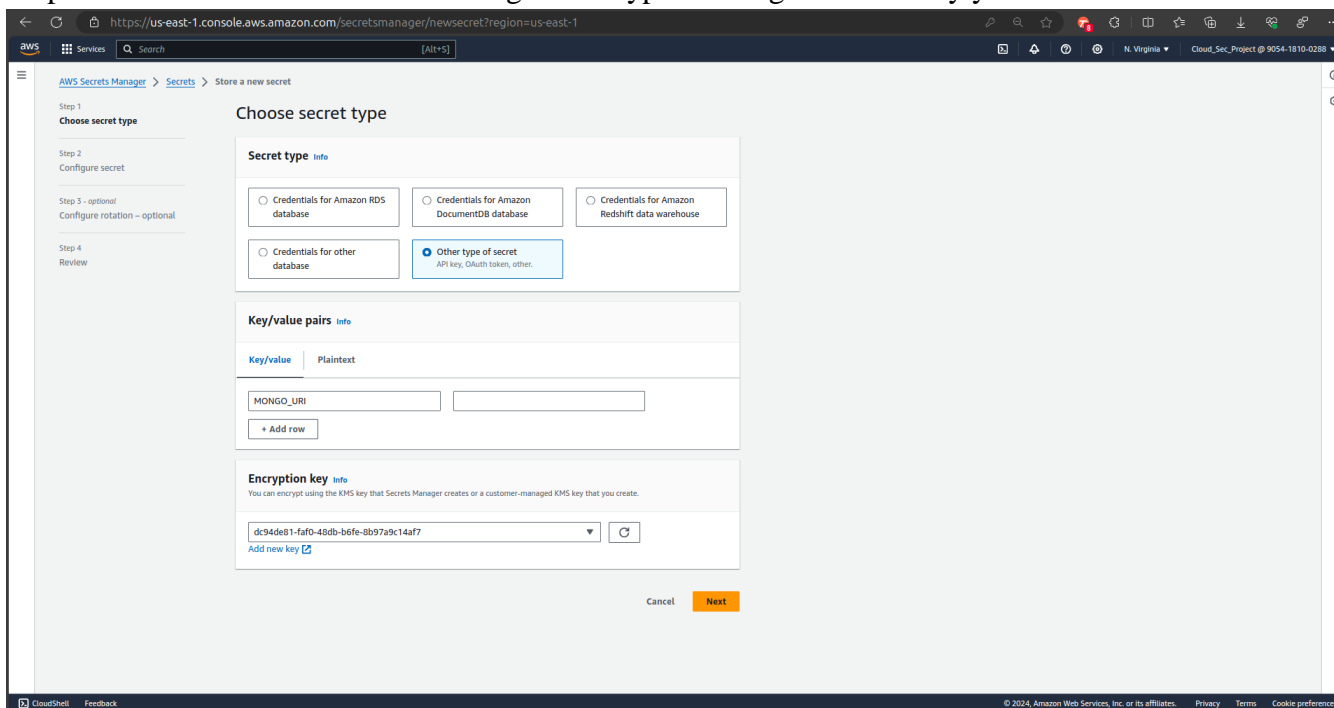 https://us-east-1.console.aws.amazon.com/secretsmanager/newsecret?region=us-east-1
aws
Services
Search
[Alt+S]
N. Virginia
Cloud_Sec_Project @ 9054-1810-0288
AWS Secrets Manager > Secrets > Store a new secret
Step 1
Choose secret type
Step 2
Configure secret
Step 3 - optional
Configure rotation – optional
Step 4
Review
Choose secret type
Secret type Info
Credentials for Amazon RDS
database
Credentials for Amazon
DocumentDB database
Credentials for Amazon
Redshift data warehouse
Credentials for other
database
Other type of secret
API key, OAuth token, other.
Key/value pairs Info
Key/value
Plaintext
MONGO_URI
+ Add row
Encryption key Info
You can encrypt using the KMS key that Secrets Manager creates or a customer-managed KMS key that you create.
dc94de81-faf0-48db-b6fe-8b97a9c14af7
Add new key
Cancel
Next
CloudShell
Feedback
© 2024, Amazon Web Services, Inc. or its affiliates.
Privacy
Terms
Cookie preference